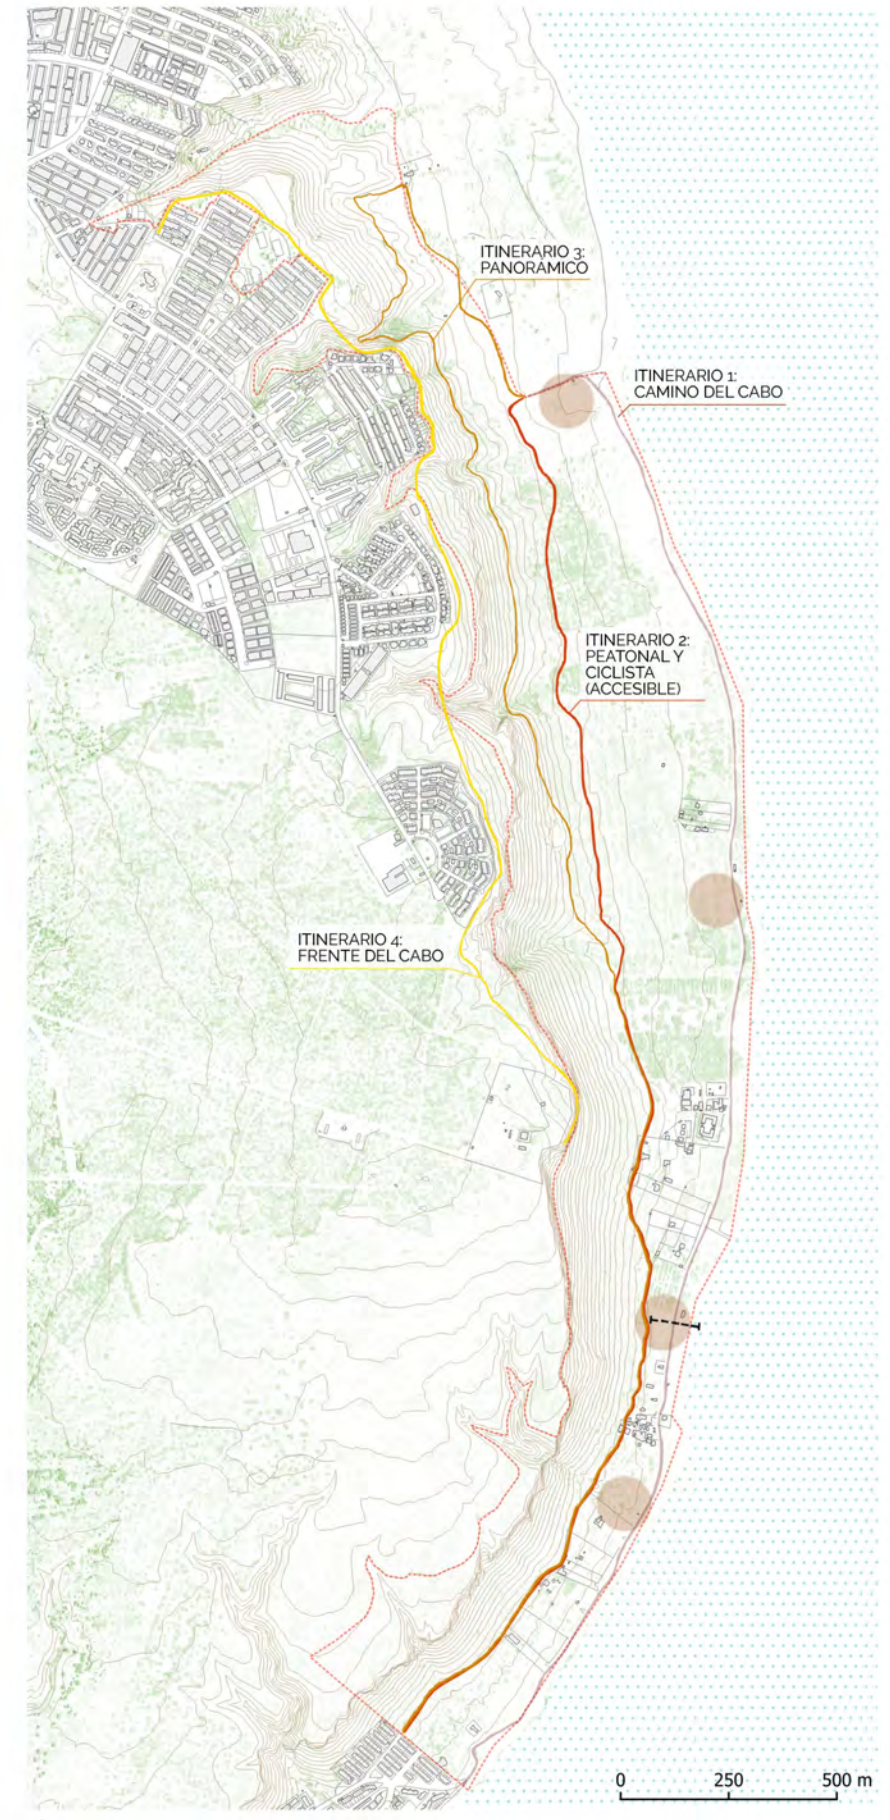 ITINERARIO 3:
PANORÁMICO
ITINERARIO 1:
CAMINO DEL CABO
ITINERARIO 2:
PEATONAL Y
CICLISTA
(ACCESIBLE)
ITINERARIO 4:
FRENTE DEL CABO
0 250 500 m